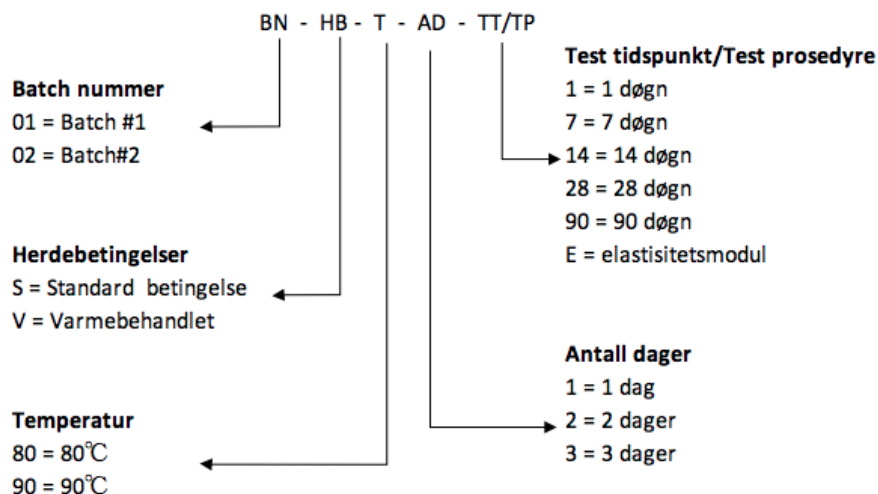 BN - HB - T - AD - TT/TP
Batch nummer
01 = Batch #1
02 = Batch#2
Herdebetingelser
S = Standard betingelse
V = Varmebehandlet
Temperatur
80 = 80℃
90 = 90℃
Test tidspunkt/Test prosedyre
1 = 1 døgn
7 = 7 døgn
14 = 14 døgn
28 = 28 døgn
90 = 90 døgn
E = elastisitetsmodul
Antall dager
1 = 1 dag
2 = 2 dager
3 = 3 dager